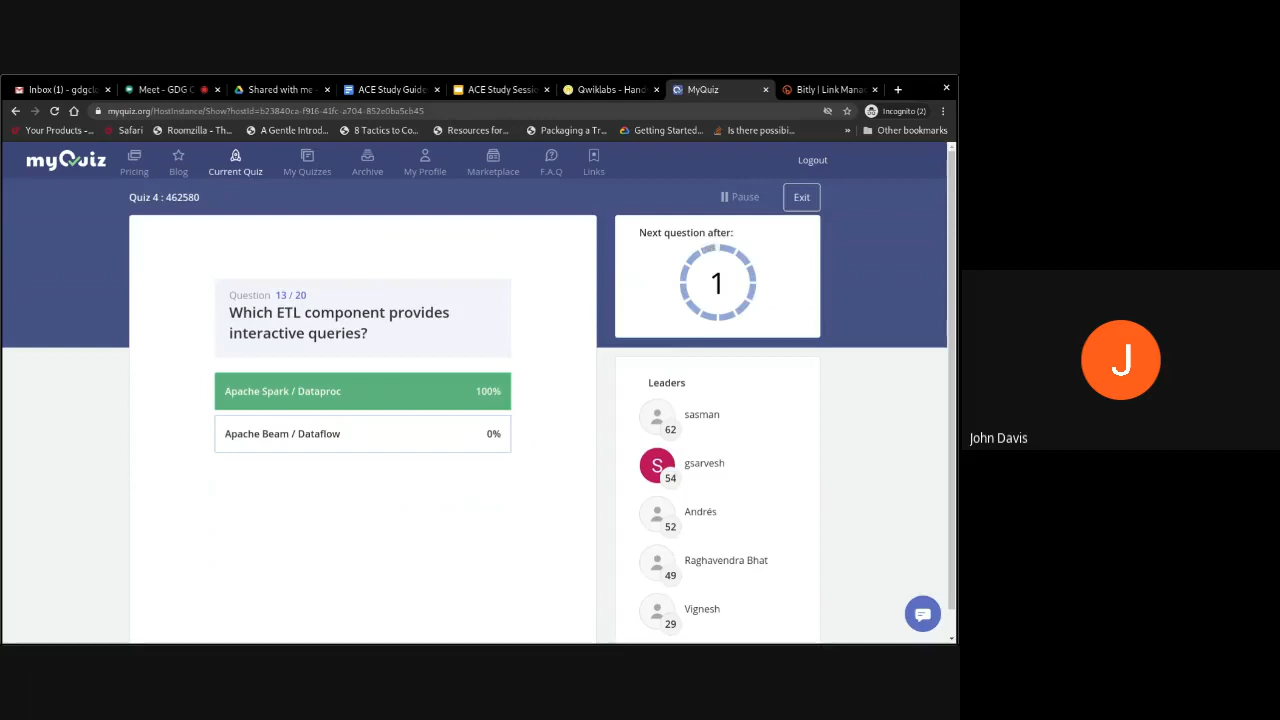 Inbox (1) - gdgclo
Meet - GDG C
Shared with me -
ACE Study Guide
ACE Study Sessio
Qwiklabs - Hand
MyQuiz
Bitly | Link Mana
myquiz.org/HostInstance/Show?hostId=b23840ca-f916-41fc-a704-852e0ba5cb45
Incognito (2)
Your Products -...
Safari
Roomzilla - Th...
A Gentle Introd...
8 Tactics to Co...
Resources for...
Packaging a Tr...
Getting Started...
Is there possibi...
»
Other bookmarks
myQuiz
Pricing
Blog
Current Quiz
My Quizzes
Archive
My Profile
Marketplace
F.A.Q
Links
Logout
Quiz 4 : 462580
Pause
Exit
Question 13 / 20
Which ETL component provides
interactive queries?
Apache Spark / Dataproc 100%
Apache Beam / Dataflow 0%
Next question after:
1
Leaders
sasman
62
S
gsarvesh
54
Andrés
52
Raghavendra Bhat
49
Vignesh
29
J
John Davis